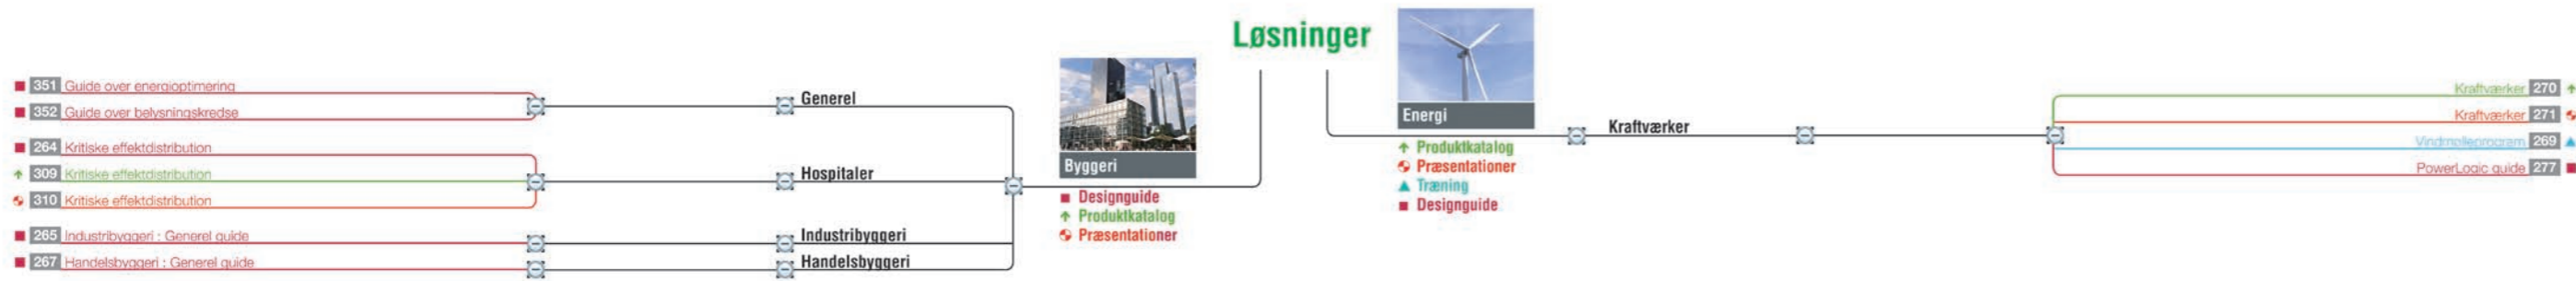 Løsninger
351 Guide over energioptimering
352 Guide over belysningskredse
Generel
264 Kritiske effektdistribution
309 Kritiske effektdistribution
310 Kritiske effektdistribution
Hospitaler
265 Industribyggeri : Generel guide
Industribyggeri
267 Handelsbyggeri : Generel guide
Handelsbyggeri
Byggeri
Designguide
Produktkatalog
Præsentationer
Energi
Produktkatalog
Præsentationer
Træning
Designguide
Kraftværker
Kraftværker 270
Kraftværker 271
Vindmølleprogram 269
PowerLogic guide 277